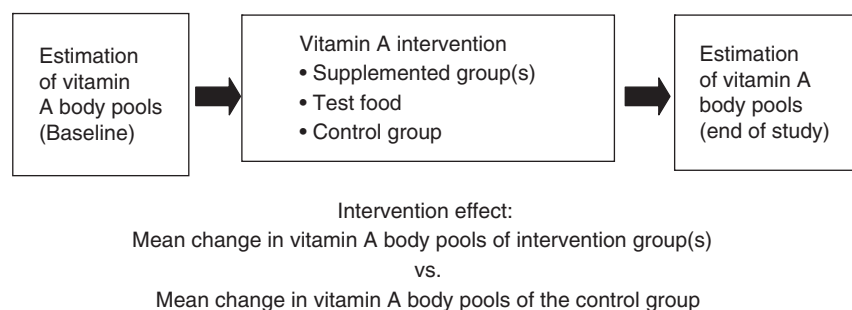 Estimation
of vitamin
A body pools
(Baseline)
Vitamin A intervention
• Supplemented group(s)
• Test food
• Control group
Estimation
of vitamin A
body pools
(end of study)
Intervention effect:
Mean change in vitamin A body pools of intervention group(s)
vs.
Mean change in vitamin A body pools of the control group